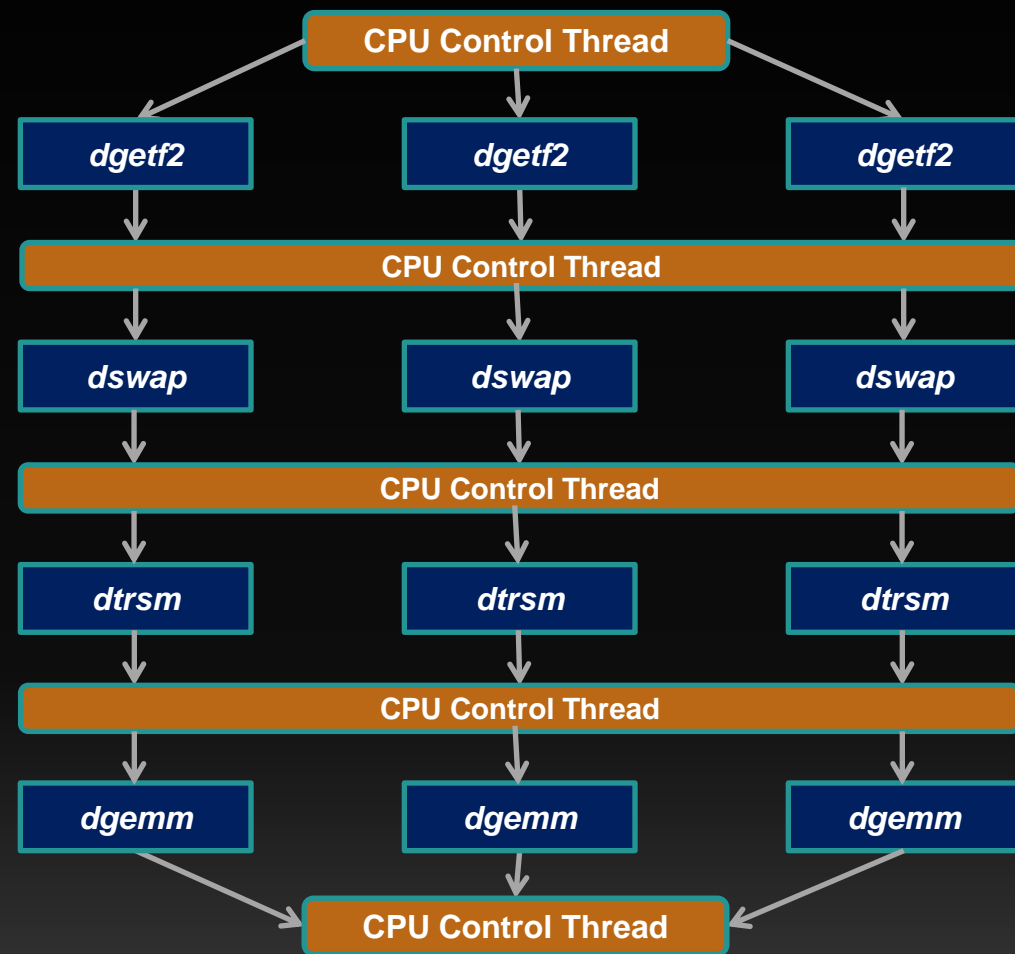 CPU Control Thread
dgetf2 dgetf2 dgetf2
CPU Control Thread
dswap dswap dswap
CPU Control Thread
dtrsm dtrsm dtrsm
CPU Control Thread
dgemm dgemm dgemm
CPU Control Thread